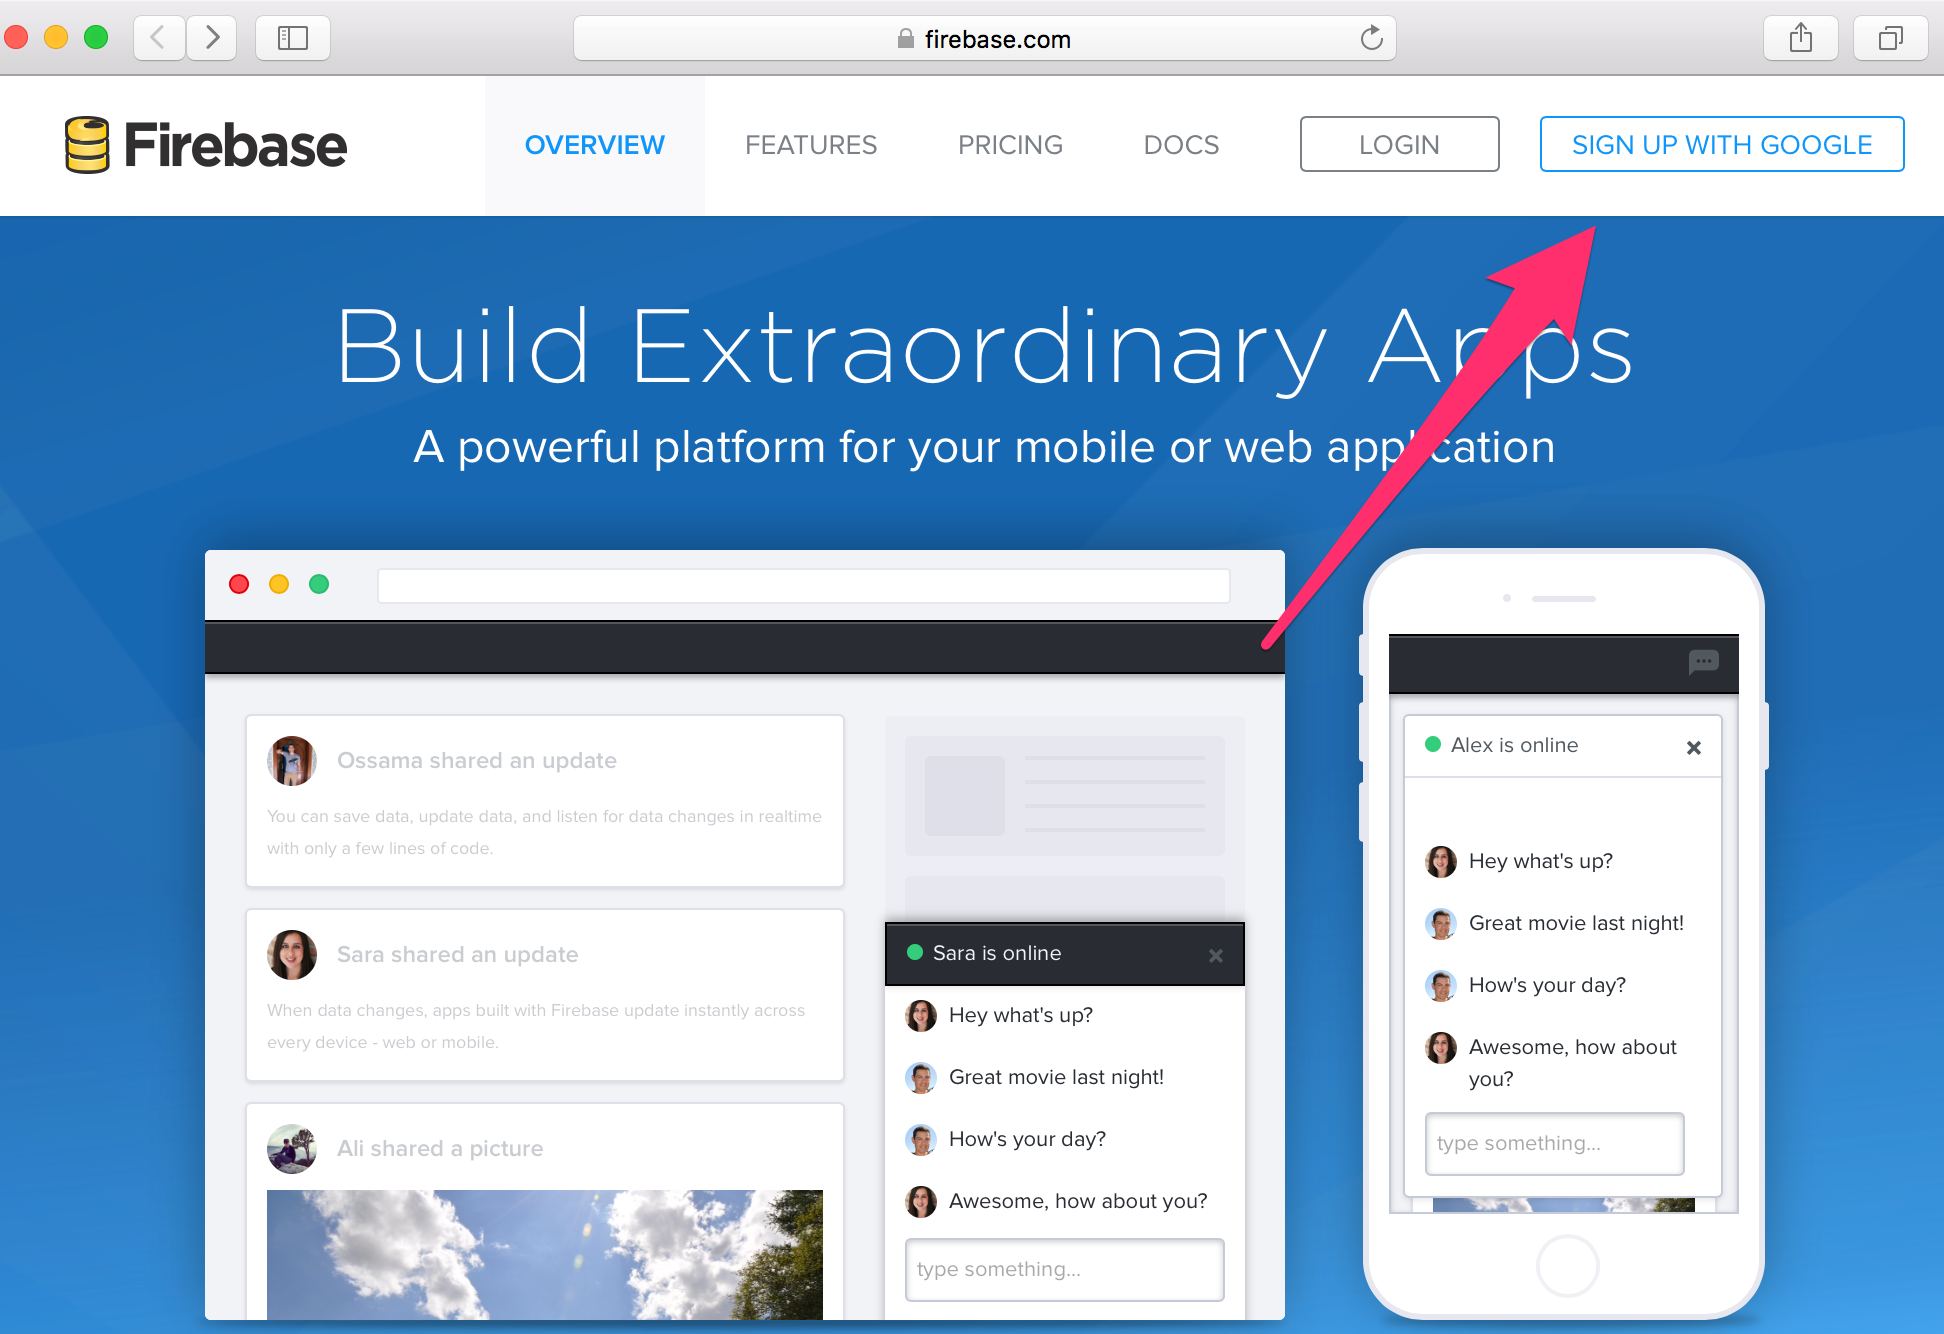 firebase.com
Firebase
OVERVIEW
FEATURES
PRICING
DOCS
LOGIN
SIGN UP WITH GOOGLE
Build Extraordinary Apps
A powerful platform for your mobile or web application
Ossama shared an update
You can save data, update data, and listen for data changes in realtime
with only a few lines of code.
Sara shared an update
When data changes, apps built with Firebase update instantly across
every device - web or mobile.
Ali shared a picture
Sara is online
Hey what's up?
Great movie last night!
How's your day?
Awesome, how about you?
type something...
Alex is online
Hey what's up?
Great movie last night!
How's your day?
Awesome, how about
you?
type something...